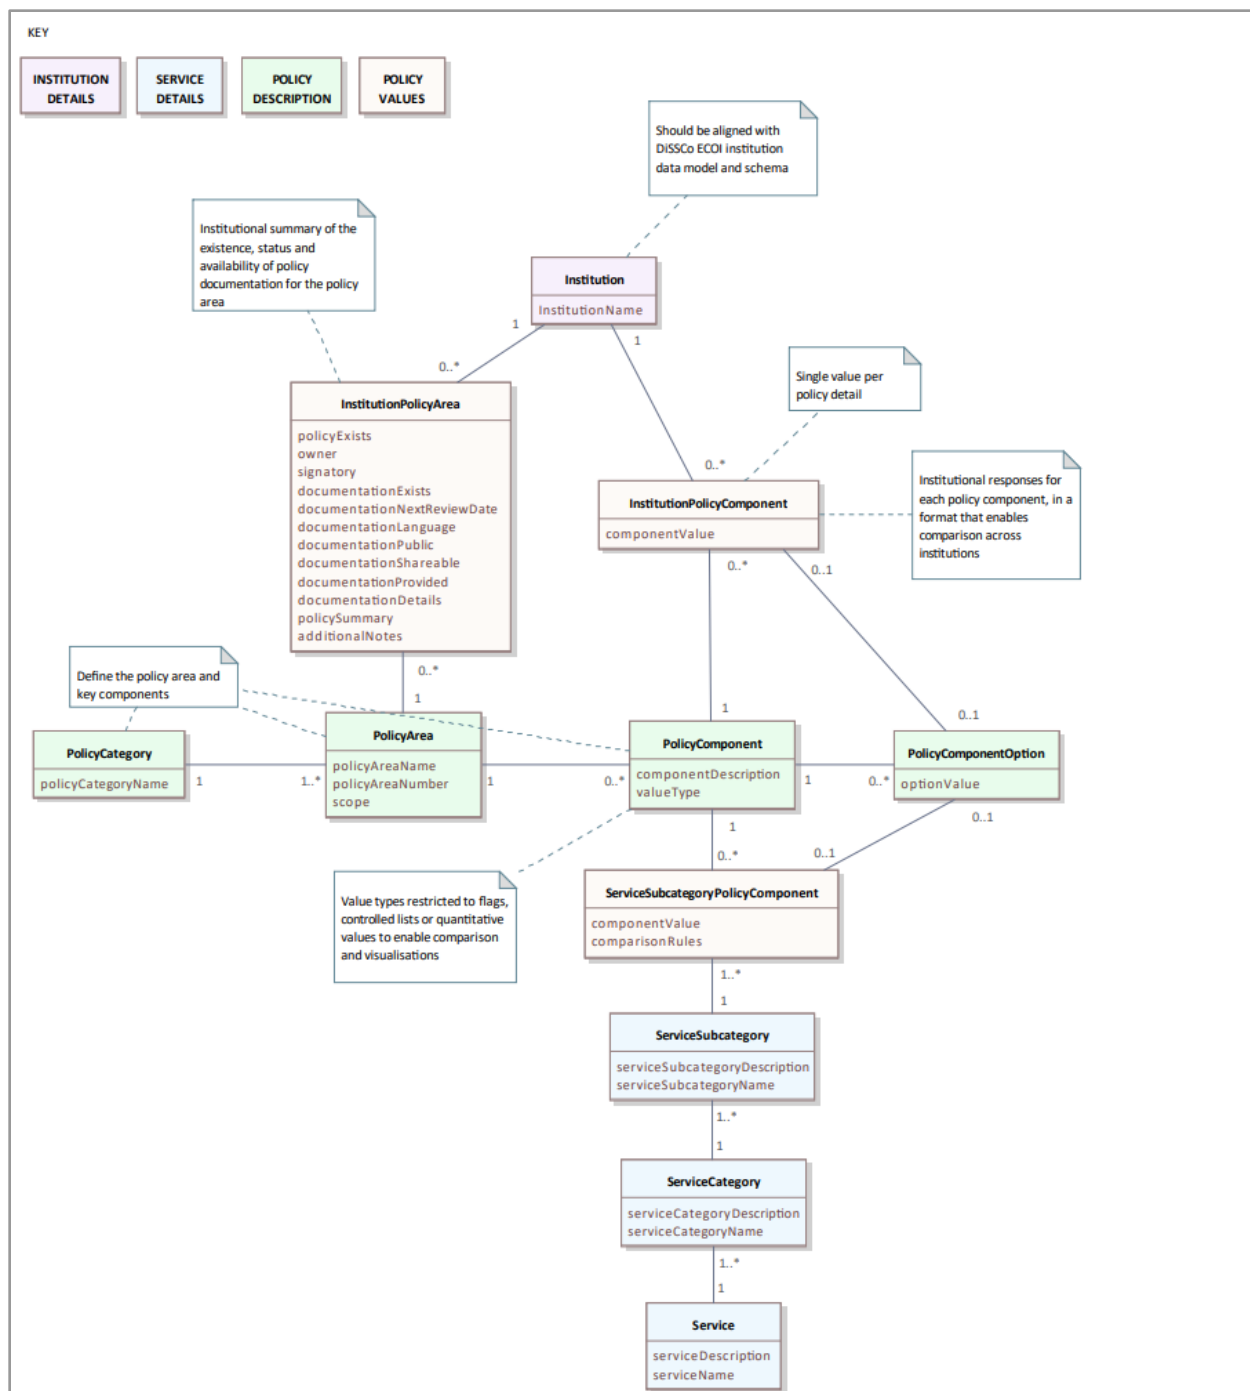 KEY
INSTITUTION
DETAILS
SERVICE
DETAILS
POLICY
DESCRIPTION
POLICY
VALUES
Should be aligned with
DiSSCo ECOI institution
data model and schema
Institutional summary of the
existence, status and
availability of policy
documentation for the policy
area
Institution
InstitutionName
1
1
0..*
Single value per
policy detail
InstitutionPolicyArea
policyExists
owner
signatory
documentationExists
documentationNextReviewDate
documentationLanguage
documentationPublic
documentationShareable
documentationProvided
documentationDetails
policySummary
additionalNotes
0..*
InstitutionPolicyComponent
componentValue
Institutional responses for
each policy component, in a
format that enables
comparison across
institutions
0..*
0..1
Define the policy area and
key components
0..*
1
1
0..1
PolicyCategory
policyCategoryName
1
1..*
PolicyArea
policyAreaName
policyAreaNumber
scope
1
0..*
PolicyComponent
componentDescription
valueType
1
0..*
PolicyComponentOption
optionValue
1
0..*
0..1
0..1
Value types restricted to flags,
controlled lists or quantitative
values to enable comparison
and visualisations
ServiceSubcategoryPolicyComponent
componentValue
comparisonRules
1..*
1
ServiceSubcategory
serviceSubcategoryDescription
serviceSubcategoryName
1..*
1
ServiceCategory
serviceCategoryDescription
serviceCategoryName
1..*
1
Service
serviceDescription
serviceName